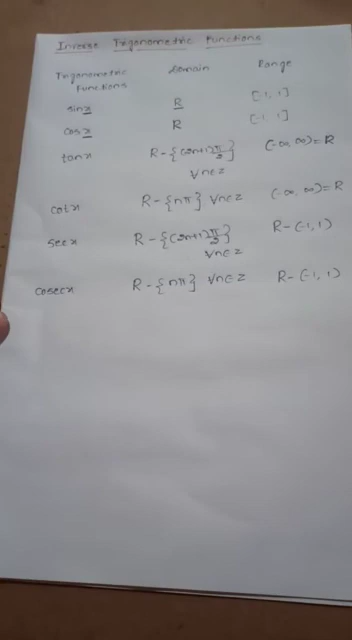 Inverse Trigonometric Functions
Trigonometric Functions Domain Range
sinx R [-1, 1]
cosx R [-1, 1]
tanx R - {(2n+1)π/2} ∀n∈Z (-∞, ∞) = R
cotx R - {nπ} ∀n∈Z (-∞, ∞) = R
secx R - {(2n+1)π/2} ∀n∈Z R - (-1, 1)
cosecx R - {nπ} ∀n∈Z R - (-1, 1)